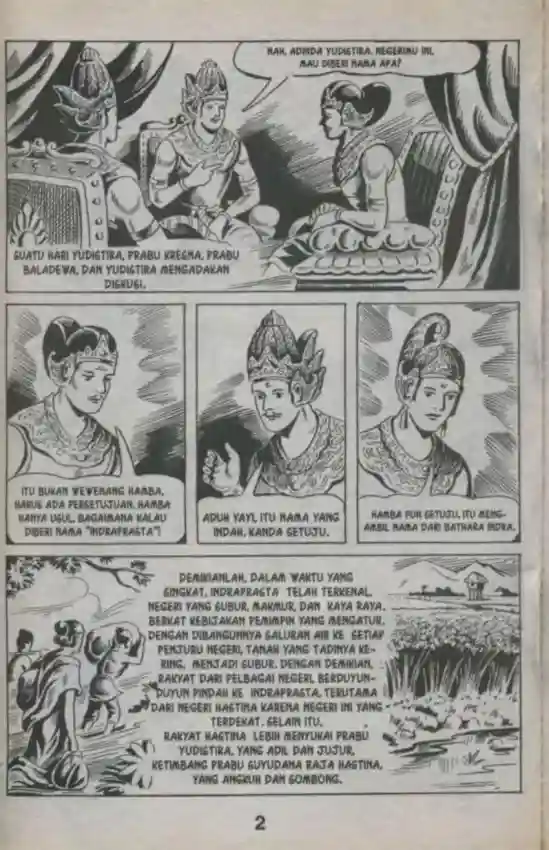 NAH, ADINDA YUDISTIRA. NEGERIMU INI,
MAU DIBERI NAMA APA?
SUATU HARI YUDISTIRA, PRABU KRESNA, PRABU
BALADEWA, DAN YUDISTIRA MENGADAKAN
DISKUSI.
ITU BUKAN WEWENANG HAMBA,
HARUS ADA PERSETUJUAN. HAMBA
HANYA USUL, BAGAIMANA KALAU
DIBERI NAMA "INDRAPRASTA"!
ADUH YAYI, ITU NAMA YANG
INDAH, KANDA SETUJU.
HAMBA PUN SETUJU, ITU MENG-
AMBIL NAMA DARI BATHARA INDRA.
DEMIKIANLAH, DALAM WAKTU YANG
SINGKAT, INDRAPRASTA TELAH TERKENAL.
NEGERI YANG SUBUR, MAKMUR, DAN KAYA RAYA.
BERKAT KEBIJAKAN PEMIMPIN YANG MENGATUR.
DENGAN DIBANGUNNYA SALURAN AIR KE SETIAP
PENJURU NEGERI, TANAH YANG TADINYA KE-
RING, MENJADI SUBUR. DENGAN DEMIKIAN,
RAKYAT DARI PELBAGAI NEGERI, BERDUYUN-
DUYUN PINDAH KE INDRAPRASTA. TERUTAMA
DARI NEGERI HASTINA KARENA NEGERI INI YANG
TERDEKAT. SELAIN ITU,
RAKYAT HASTINA LEBIH MENYUKAI PRABU
YUDISTIRA, YANG ADIL DAN JUJUR,
KETIMBANG PRABU SUYUDANA RAJA HASTINA,
YANG ANGKUH DAN SOMBONG.
2